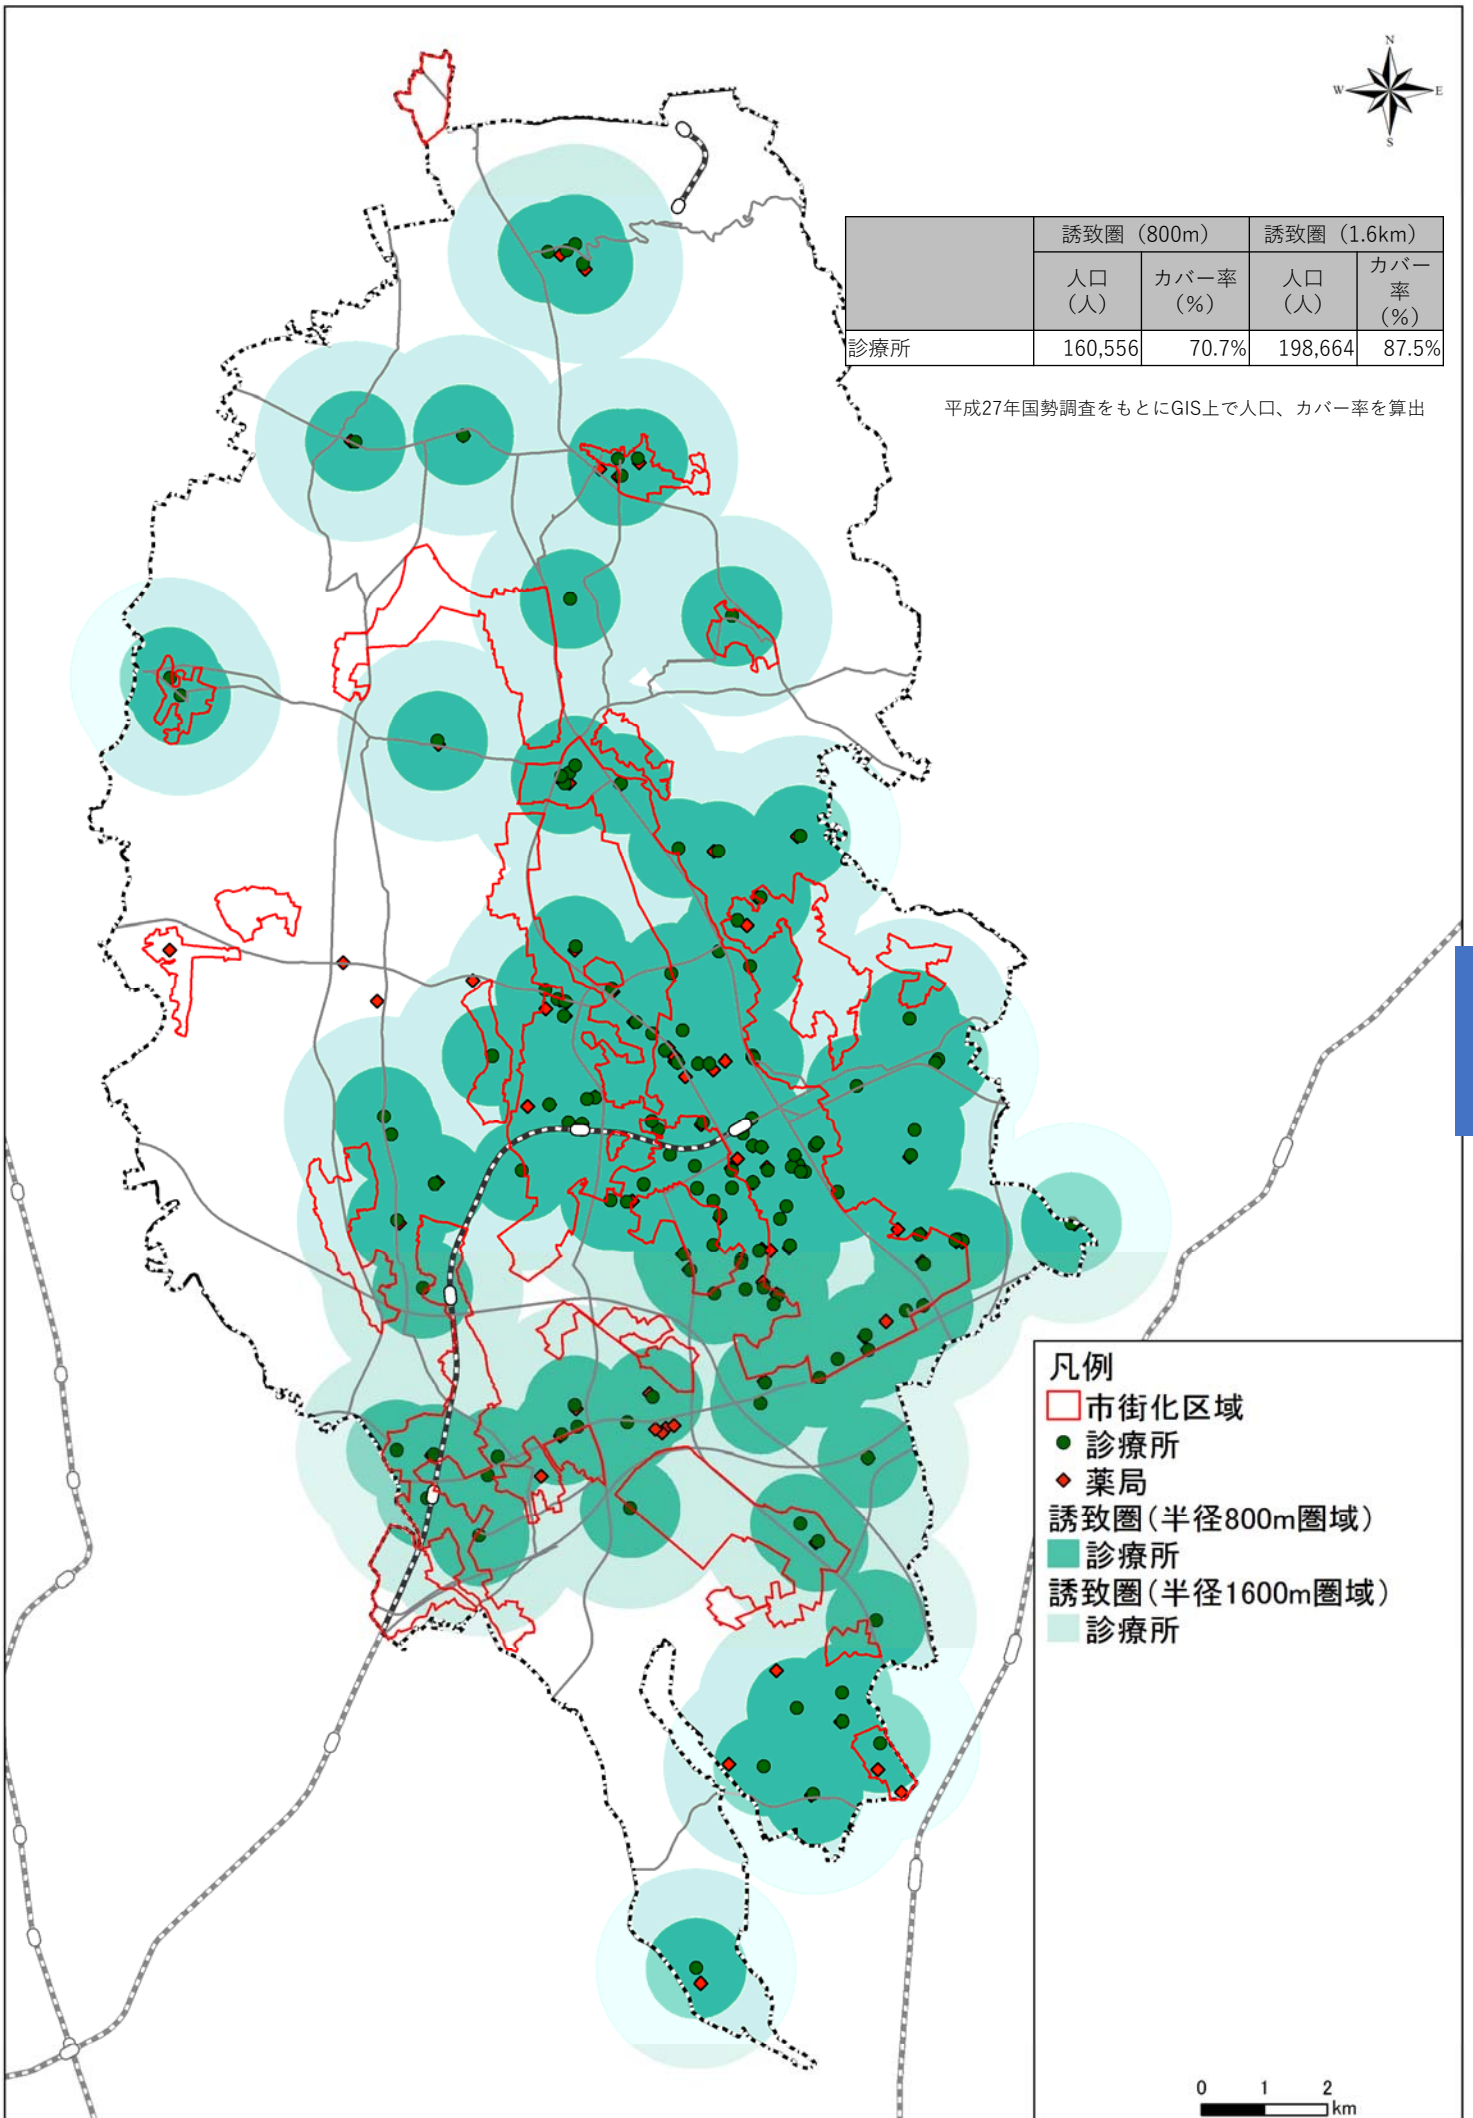 N
W E
S
誘致圏（800m） 誘致圏（1.6km）
人口（人） カバー率（%） 人口（人） カバー率（%）
診療所 160,556 70.7% 198,664 87.5%
平成27年国勢調査をもとにGIS上で人口、カバー率を算出
凡例
市街化区域
診療所
薬局
誘致圏(半径800m圏域)
診療所
誘致圏(半径1600m圏域)
診療所
0 1 2
km